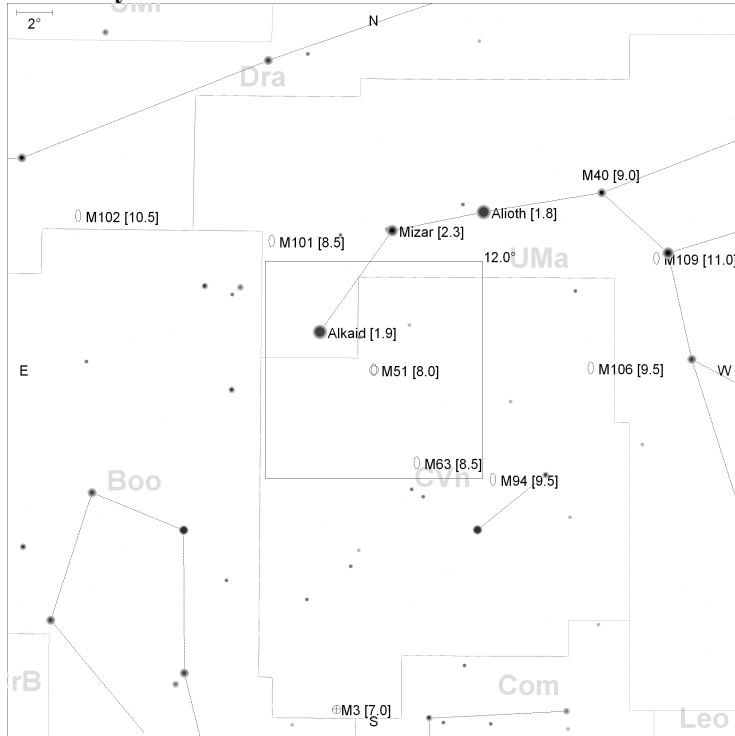 UMi
2°
N
Dra
M40 [9.0]
M102 [10.5]
Alioth [1.8]
Mizar [2.3]
M101 [8.5]
12.0°
UMa
M109 [11.0]
Alkaid [1.9]
E
M51 [8.0]
M106 [9.5]
W
M63 [8.5]
Boo
CVn
M94 [9.5]
rB
Com
M3 [7.0]
S
Leo